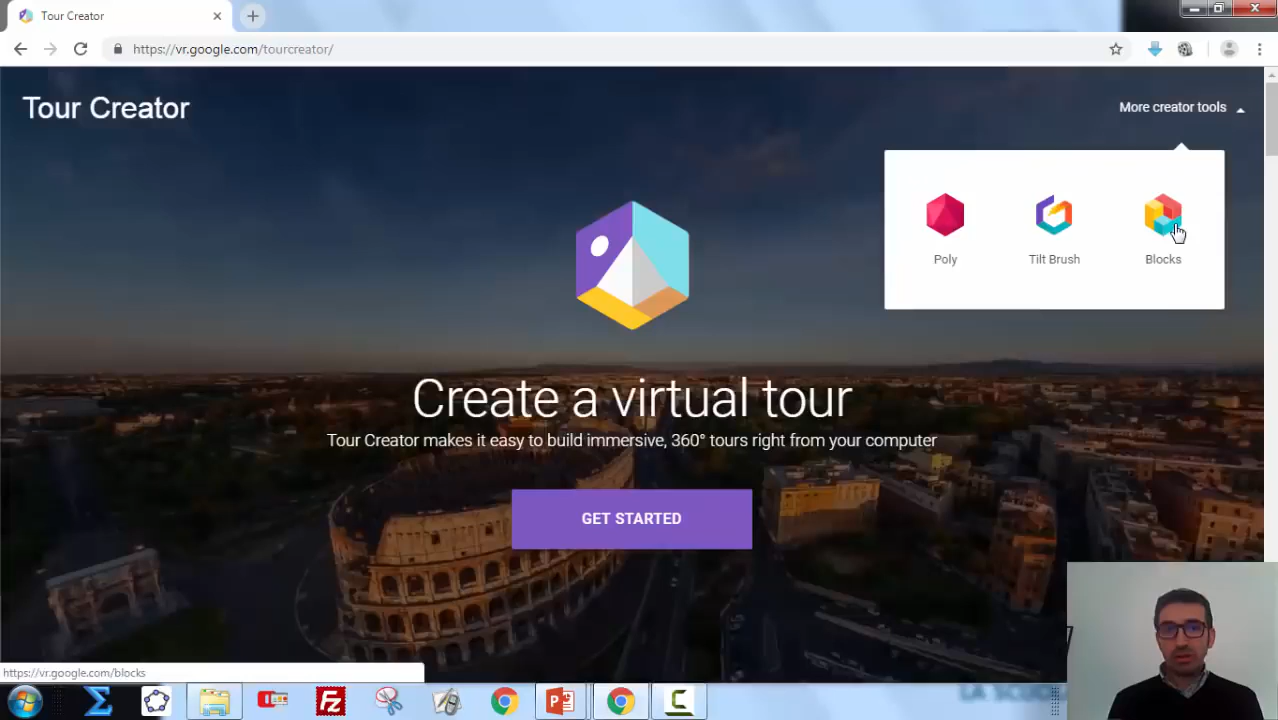 Tour Creator
https://vr.google.com/tourcreator/
Tour Creator
More creator tools
Poly
Tilt Brush
Blocks
Create a virtual tour
Tour Creator makes it easy to build immersive, 360° tours right from your computer
GET STARTED
https://vr.google.com/blocks
LA SCUOL